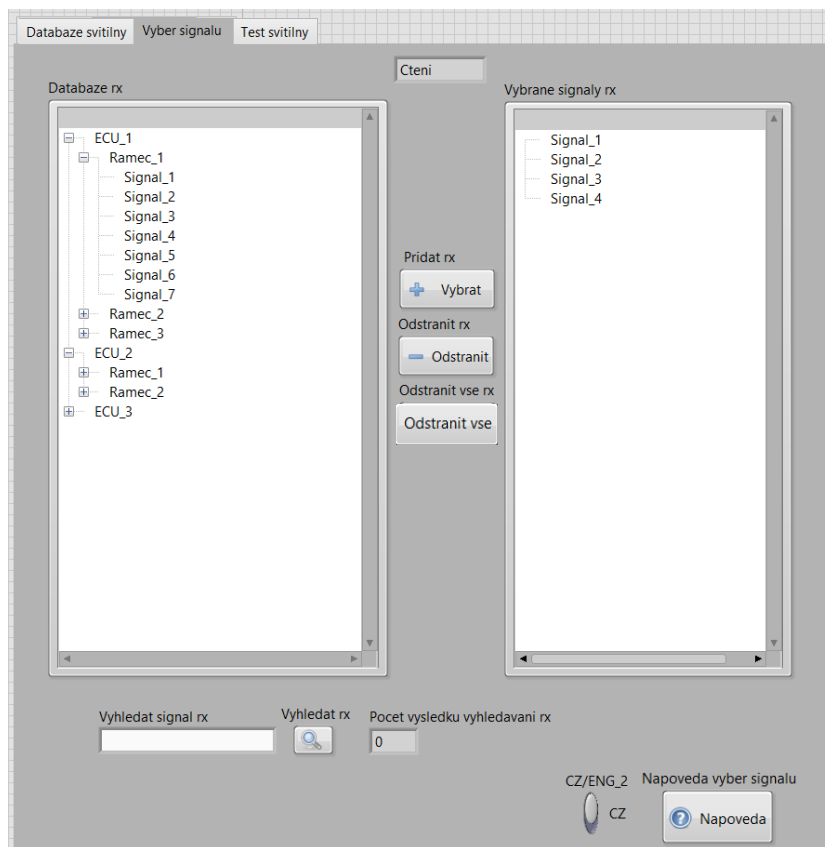 Databaze svitilny
Vyber signalu
Test svitilny
Cteni
Databaze rx
ECU_1
Ramec_1
Signal_1
Signal_2
Signal_3
Signal_4
Signal_5
Signal_6
Signal_7
Ramec_2
Ramec_3
ECU_2
Ramec_1
Ramec_2
ECU_3
Pridat rx
Vybrat
Odstranit rx
Odstranit
Odstranit vse rx
Odstranit vse
Vybrane signaly rx
Signal_1
Signal_2
Signal_3
Signal_4
Vyhledat signal rx
Vyhledat rx
Pocet vysledku vyhledavani rx
0
CZ/ENG_2
CZ
Napoveda vyber signalu
Napoveda